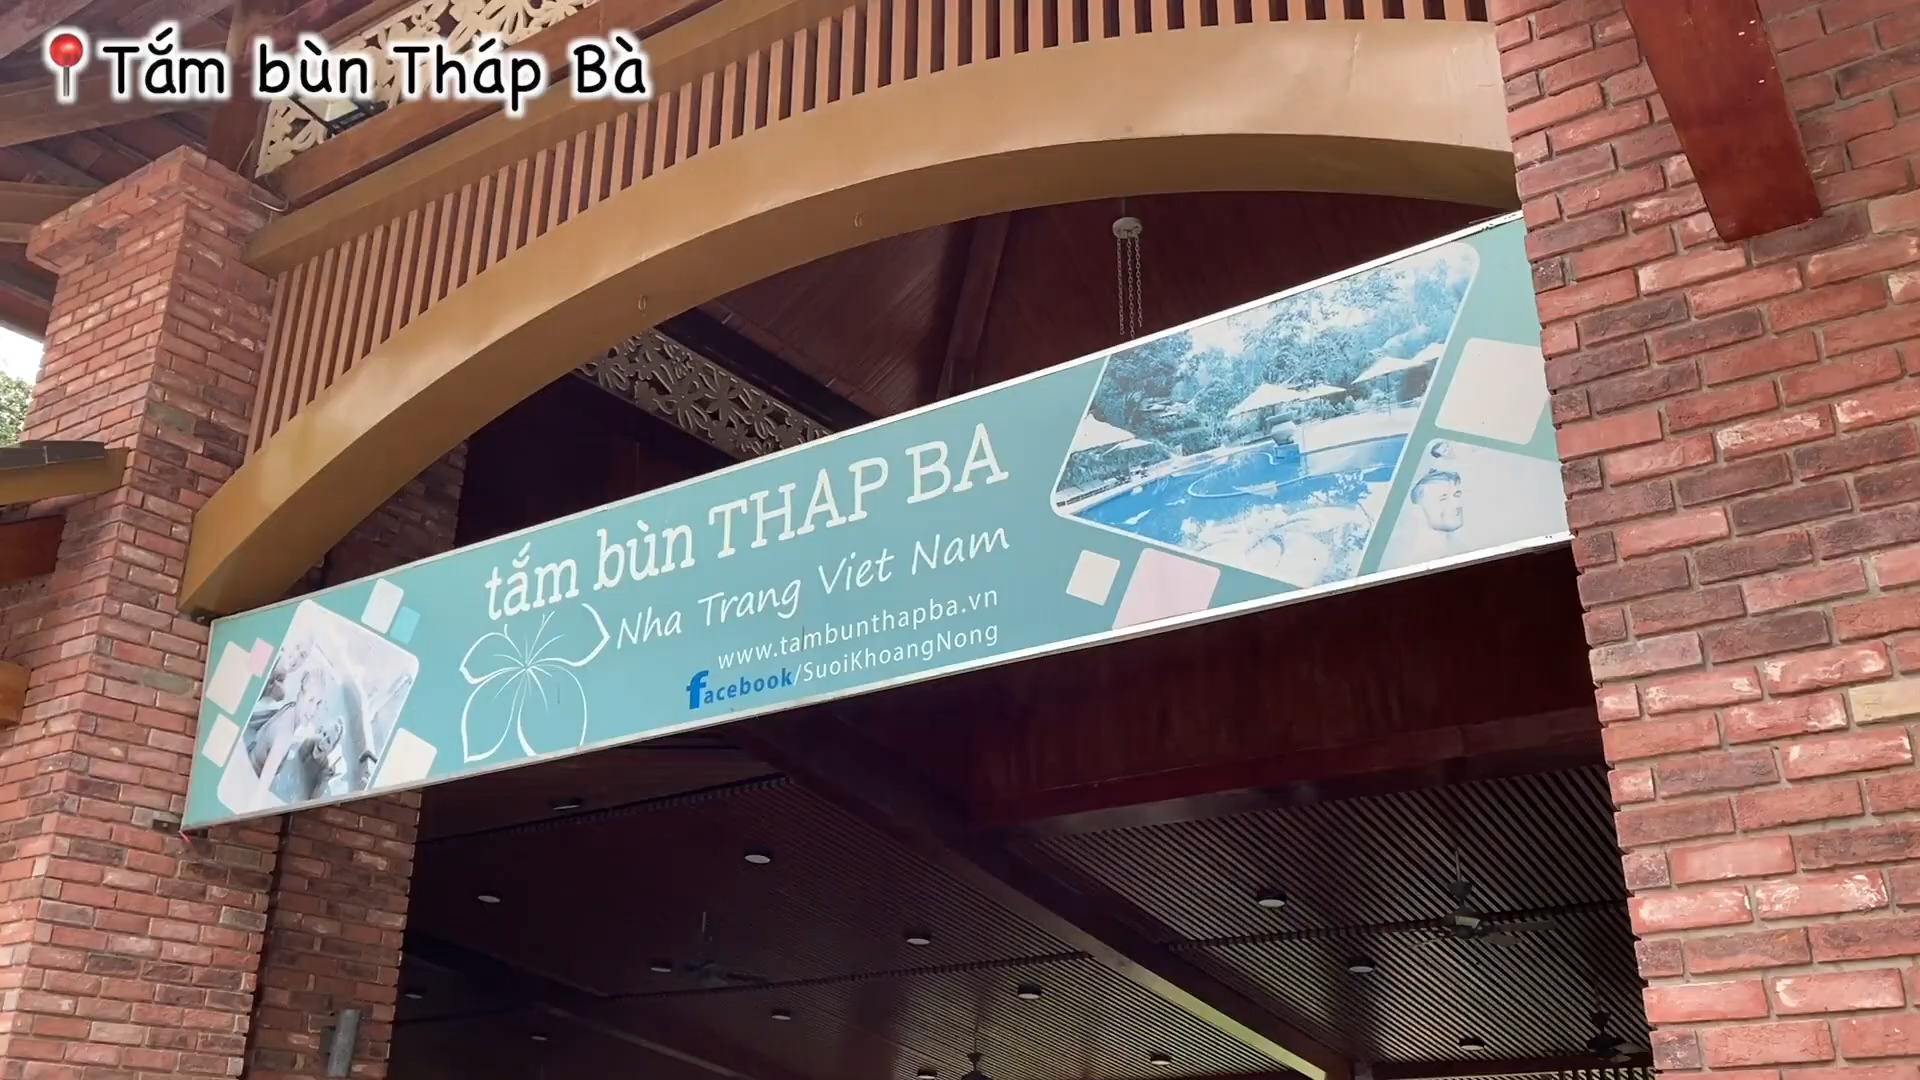 Tắm bùn Tháp Bà
tắm bùn THAP BA
Nha Trang Viet Nam
www.tambunthapba.vn
facebook/SuoiKhoangNong